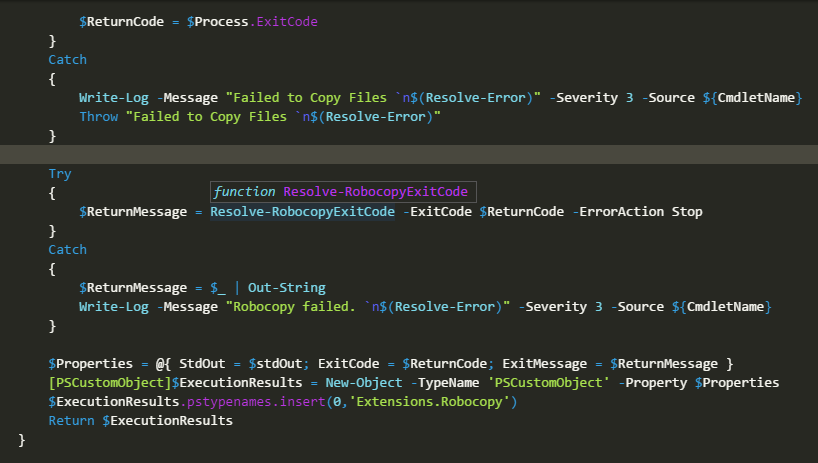 $ReturnCode = $Process.ExitCode
}
Catch
{
Write-Log -Message "Failed to Copy Files `n$(Resolve-Error)" -Severity 3 -Source ${CmdletName}
Throw "Failed to Copy Files `n$(Resolve-Error)"
}
Try
{
function Resolve-RobocopyExitCode
$ReturnMessage = Resolve-RobocopyExitCode -ExitCode $ReturnCode -ErrorAction Stop
}
Catch
{
$ReturnMessage = $_ | Out-String
Write-Log -Message "Robocopy failed. `n$(Resolve-Error)" -Severity 3 -Source ${CmdletName}
}
$Properties = @{ StdOut = $stdOut; ExitCode = $ReturnCode; ExitMessage = $ReturnMessage }
[PSCustomObject]$ExecutionResults = New-Object -TypeName 'PSCustomObject' -Property $Properties
$ExecutionResults.pstypenames.insert(0,'Extensions.Robocopy')
Return $ExecutionResults
}